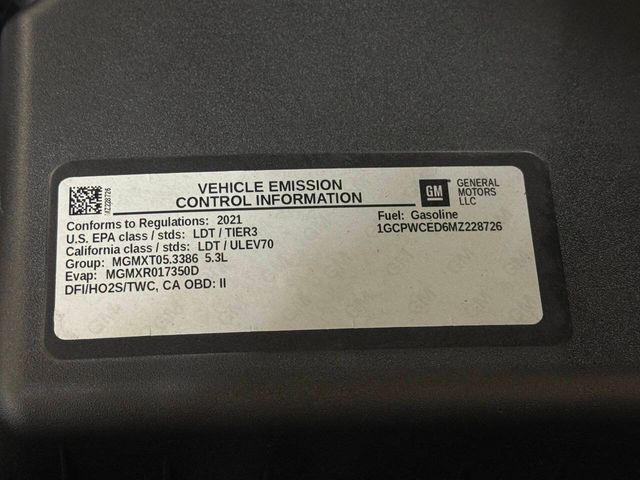 MZ228726
VEHICLE EMISSION
CONTROL INFORMATION
GM
GENERAL
MOTORS
LLC
Conforms to Regulations: 2021
Fuel: Gasoline
U.S. EPA class / stds: LDT / TIER3
1GCPWCED6MZ228726
California class / stds: LDT / ULEV70
Group: MGMXT05.3386 5.3L
Evap: MGMXR017350D
DFI/HO2S/TWC, CA OBD: II